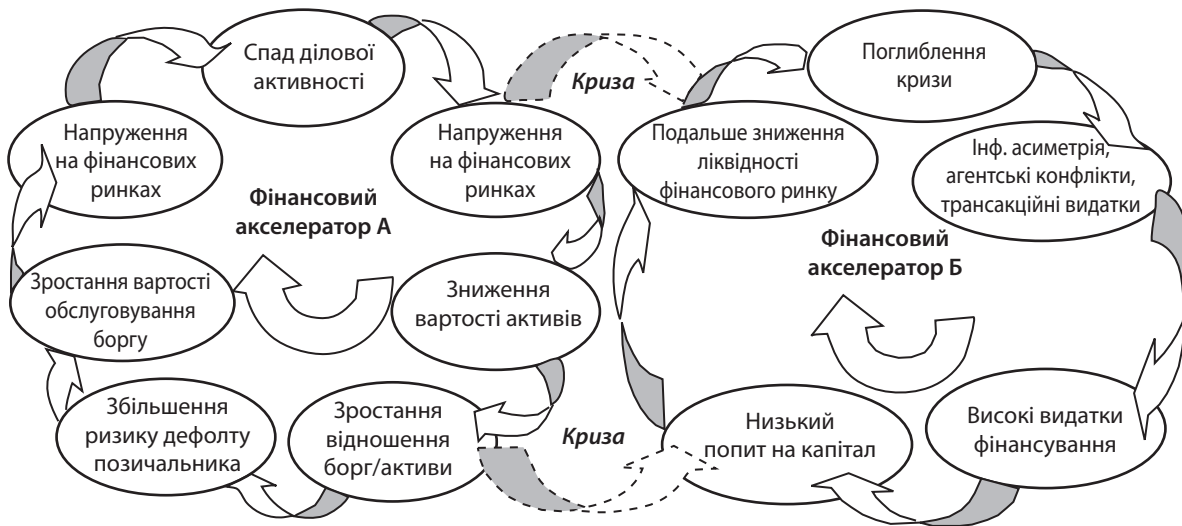 Спад ділової
активності
Напруження
на фінансових
ринках
Напруження
на фінансових
ринках
Фінансовий
акселератор А
Зростання вартості
обслуговування
боргу
Зниження
вартості активів
Збільшення
ризику дефолту
позичальника
Зростання
відношення
борг/активи
Криза
Криза
Поглиблення
кризи
Подальше зниження
ліквідності
фінансового ринку
Інф. асиметрія,
агентські конфлікти,
трансакційні видатки
Фінансовий
акселератор Б
Низький
попит на капітал
Високі видатки
фінансування